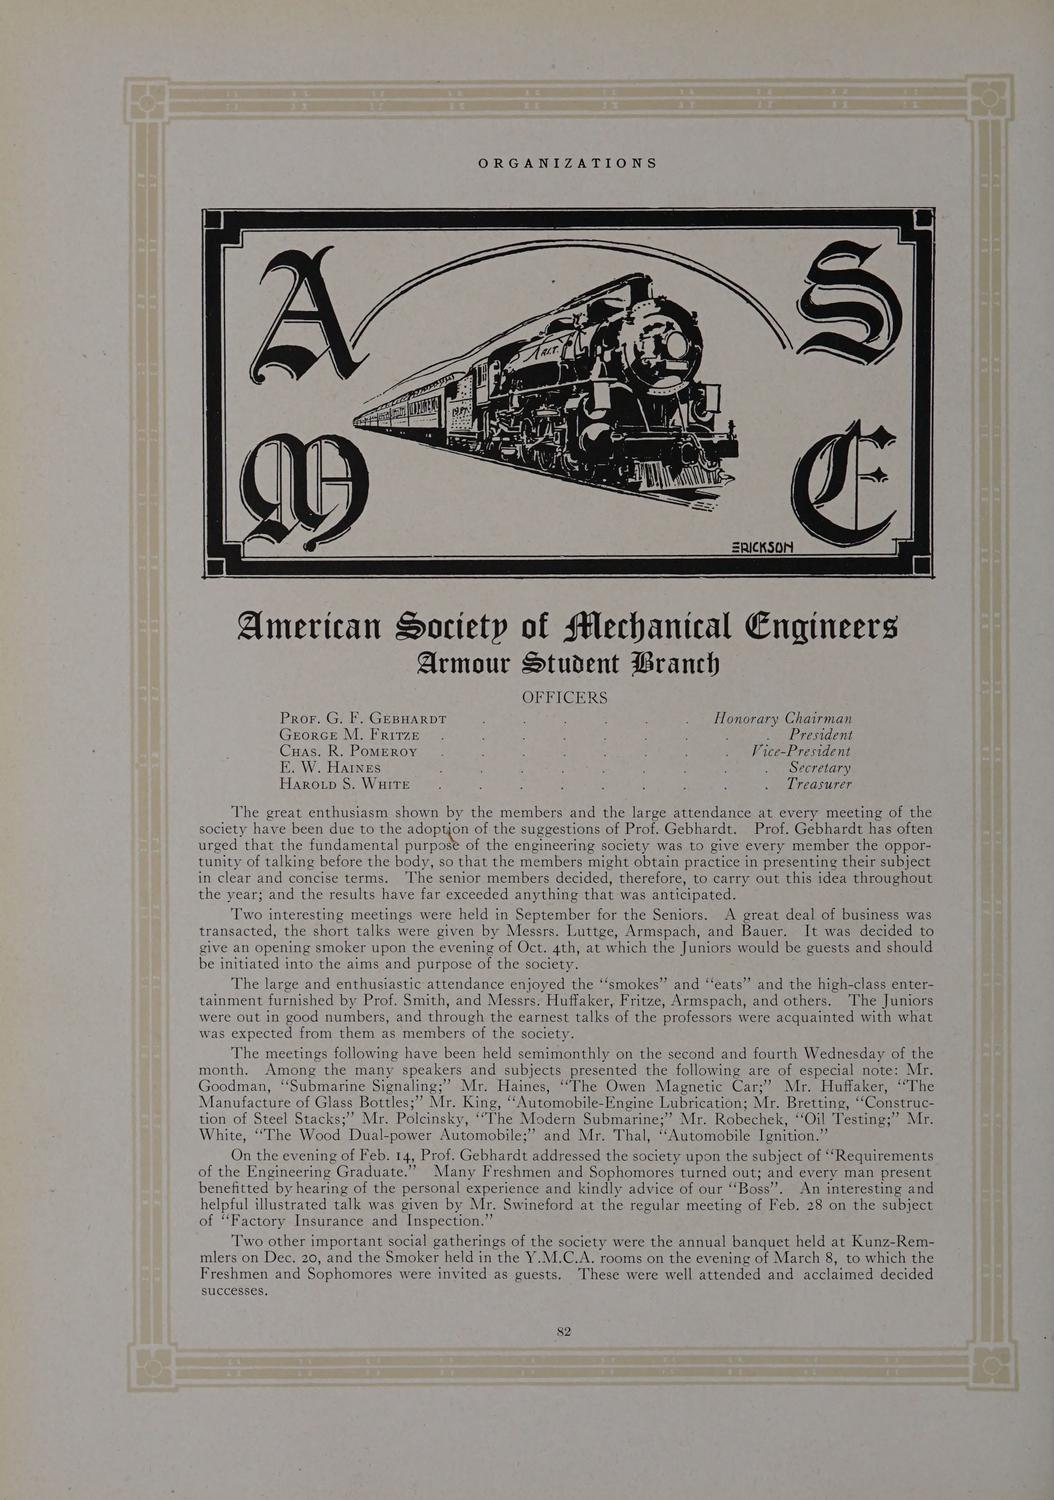 ORGANIZATIONS
A S
A.I.T.
M E
ERICKSON
American Society of Mechanical Engineers
Armour Student Branch
OFFICERS
PROF. G. F. GEBHARDT . . . . . . Honorary Chairman
GEORGE M. FRITZE . . . . . . . . . President
CHAS. R. POMEROY . . . . . . . . Vice-President
E. W. HAINES . . . . . . . . . Secretary
HAROLD S. WHITE . . . . . . . . . Treasurer
The great enthusiasm shown by the members and the large attendance at every meeting of the
society have been due to the adoption of the suggestions of Prof. Gebhardt. Prof. Gebhardt has often
urged that the fundamental purpose of the engineering society was to give every member the oppor-
tunity of talking before the body, so that the members might obtain practice in presenting their subject
in clear and concise terms. The senior members decided, therefore, to carry out this idea throughout
the year; and the results have far exceeded anything that was anticipated.
Two interesting meetings were held in September for the Seniors. A great deal of business was
transacted, the short talks were given by Messrs. Luttge, Armspach, and Bauer. It was decided to
give an opening smoker upon the evening of Oct. 4th, at which the Juniors would be guests and should
be initiated into the aims and purpose of the society.
The large and enthusiastic attendance enjoyed the “smokes” and “eats” and the high-class enter-
tainment furnished by Prof. Smith, and Messrs. Huffaker, Fritze, Armspach, and others. The Juniors
were out in good numbers, and through the earnest talks of the professors were acquainted with what
was expected from them as members of the society.
The meetings following have been held semimonthly on the second and fourth Wednesday of the
month. Among the many speakers and subjects presented the following are of especial note: Mr.
Goodman, “Submarine Signaling;” Mr. Haines, “The Owen Magnetic Car;” Mr. Huffaker, “The
Manufacture of Glass Bottles;” Mr. King, “Automobile-Engine Lubrication; Mr. Bretting, “Construc-
tion of Steel Stacks;” Mr. Polcinsky, “The Modern Submarine;” Mr. Robechek, “Oil Testing;” Mr.
White, “The Wood Dual-power Automobile;” and Mr. Thal, “Automobile Ignition.”
On the evening of Feb. 14, Prof. Gebhardt addressed the society upon the subject of “Requirements
of the Engineering Graduate.” Many Freshmen and Sophomores turned out; and every man present
benefitted by hearing of the personal experience and kindly advice of our “Boss”. An interesting and
helpful illustrated talk was given by Mr. Swineford at the regular meeting of Feb. 28 on the subject
of “Factory Insurance and Inspection.”
Two other important social gatherings of the society were the annual banquet held at Kunz-Rem-
mlers on Dec. 20, and the Smoker held in the Y.M.C.A. rooms on the evening of March 8, to which the
Freshmen and Sophomores were invited as guests. These were well attended and acclaimed decided
successes.
82